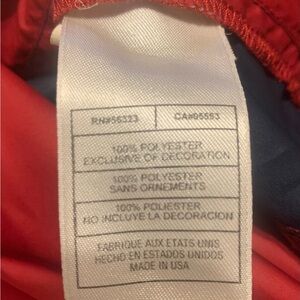 RN#56323 CA#05553
100% POLYESTER
EXCLUSIVE OF DECORATION
100% POLYESTER
SANS ORNEMENTS
100% POLIESTER
NO INCLUYE LA DECORACION
FABRIQUE AUX ETATS UNIS
HECHO EN ESTADOS UNIDOS
MADE IN USA